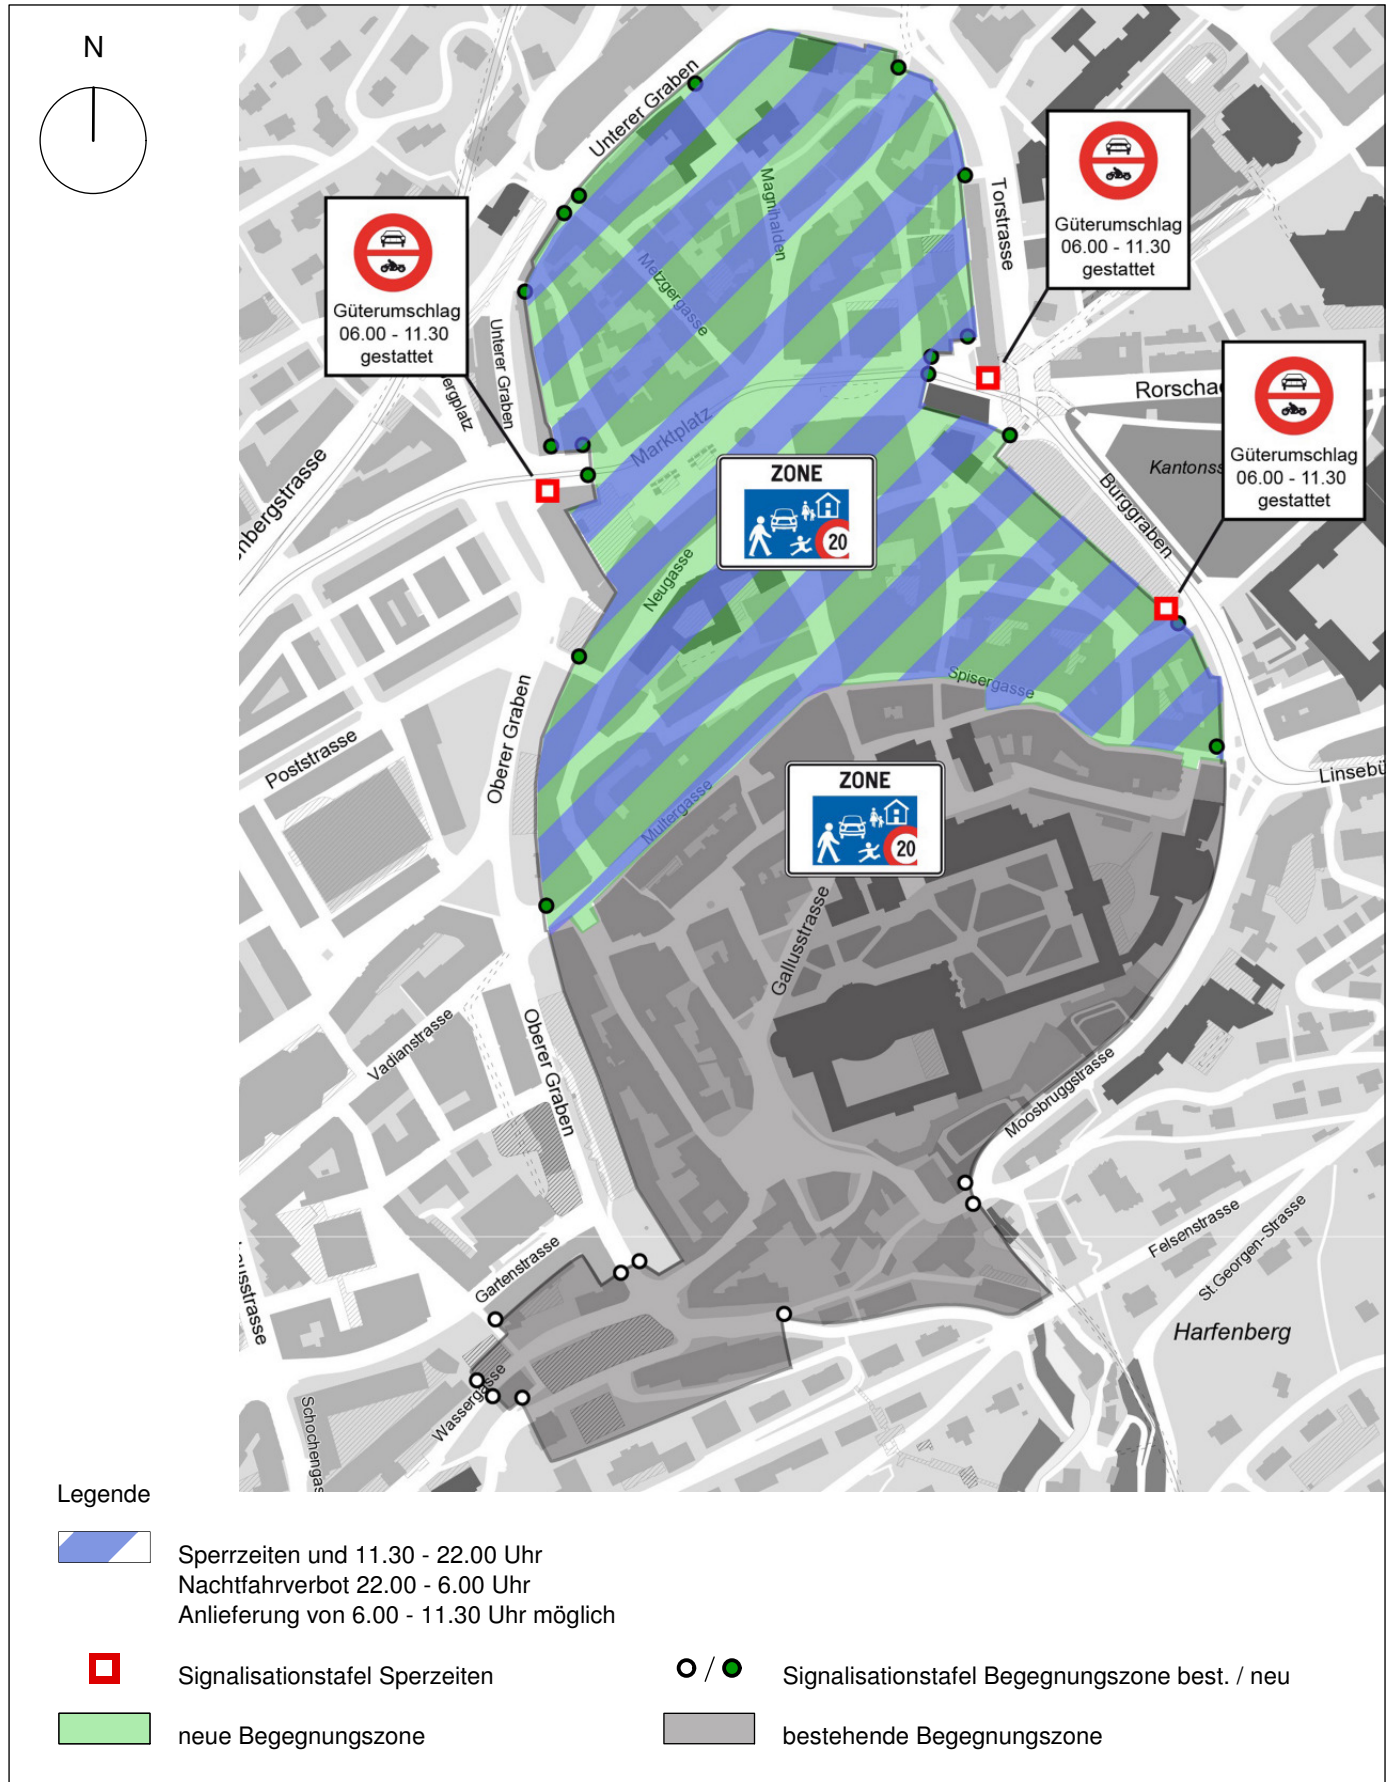 N
Unterer Graben
Magnihalden
Torstrasse
Güterumschlag
06.00 - 11.30
gestattet
Metzgergasse
Güterumschlag
06.00 - 11.30
gestattet
Unterer Graben
ergplatz
Marktplatz
Rorscha
Güterumschlag
06.00 - 11.30
gestattet
Kantonss
Burggraben
nbergstrasse
ZONE
20
Neugasse
Spisergasse
Oberer Graben
Poststrasse
Linsebü
Multergasse
ZONE
20
Gallusstrasse
Vadianstrasse
Oberer Graben
Moosbruggstrasse
Felsenstrasse
St.Georgen-Strasse
Gartenstrasse
Harfenberg
Wassergasse
Schochengas
Legende
Sperrzeiten und 11.30 - 22.00 Uhr
Nachtfahrverbot 22.00 - 6.00 Uhr
Anlieferung von 6.00 - 11.30 Uhr möglich
Signalisationstafel Sperzeiten
/
Signalisationstafel Begegnungszone best. / neu
neue Begegnungszone
bestehende Begegnungszone